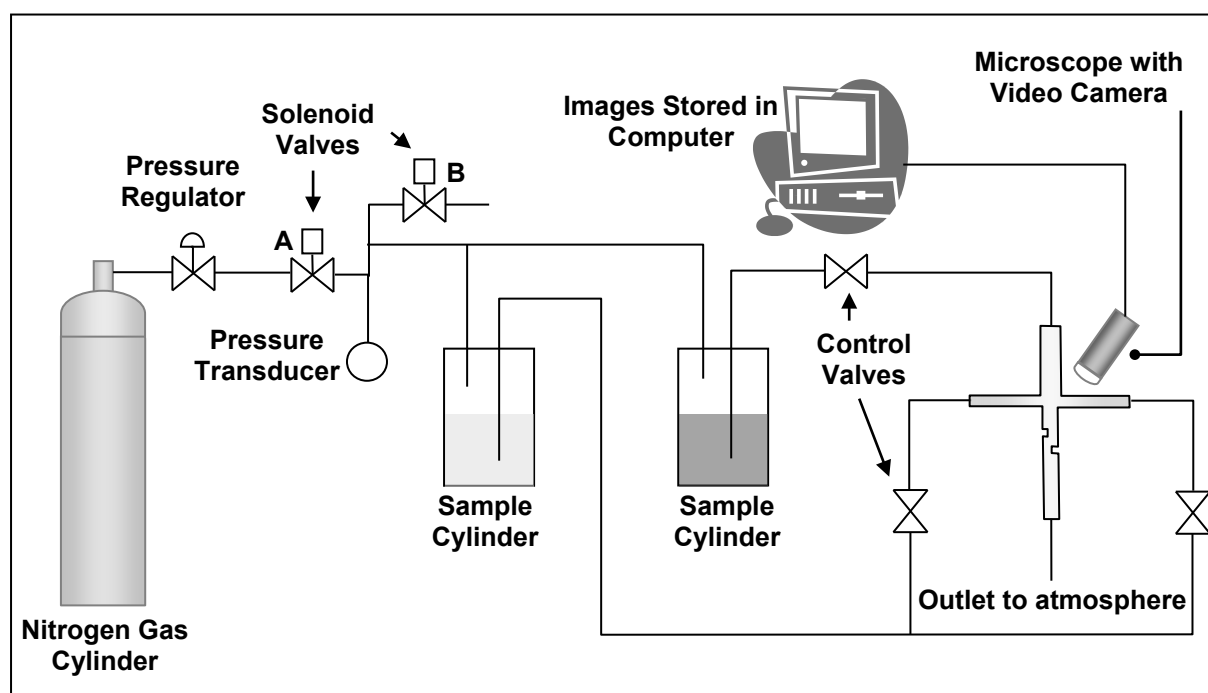 Microscope with
Video Camera
Images Stored in
Computer
Solenoid
Valves
Pressure
Regulator
B
A
Pressure
Transducer
Control
Valves
Sample
Cylinder
Sample
Cylinder
Outlet to atmosphere
Nitrogen Gas
Cylinder